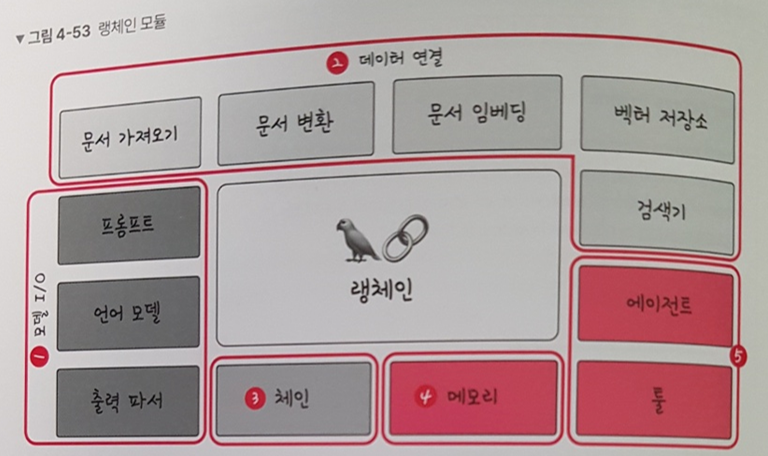 ▼그림 4-53 랭체인 모듈
2 데이터 연결
문서 가져오기
문서 변환
문서 임베딩
벡터 저장소
검색기
1 모델 I/O
프롬프트
언어 모델
출력 파서
랭체인
3 체인
4 메모리
에이전트
5
툴